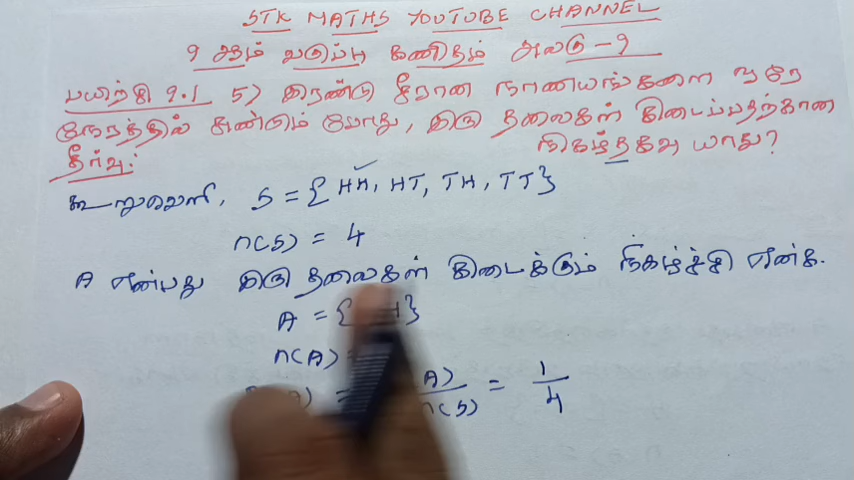 STK MATHS YOUTUBE CHANNEL
9 ஆம் வகுப்பு கணிதம் அலகு - 9
பயிற்சி 9.1 5) இரண்டு சீரான நாணயங்களை ஒரே
நேரத்தில் சுண்டும் போது, இரு தலைகள் கிடைப்பதற்கான
நிகழ்தகவு யாது?
தீர்வு:
கூறுவெளி, S = {HH, HT, TH, TT}
n(S) = 4
A என்பது இரு தலைகள் கிடைக்கும் நிகழ்ச்சி என்க.
A = { H}
n(A) =
= A)/n(S) = 1/4